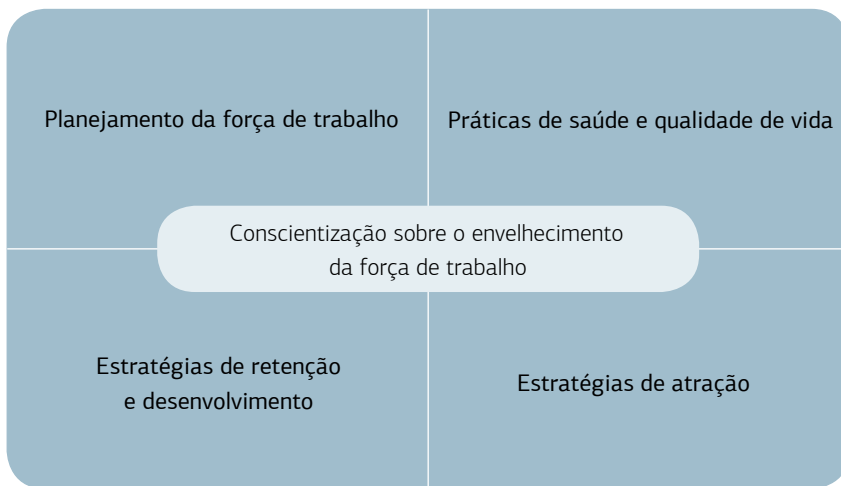 Planejamento da força de trabalho
Práticas de saúde e qualidade de vida
Conscientização sobre o envelhecimento
da força de trabalho
Estratégias de retenção
e desenvolvimento
Estratégias de atração